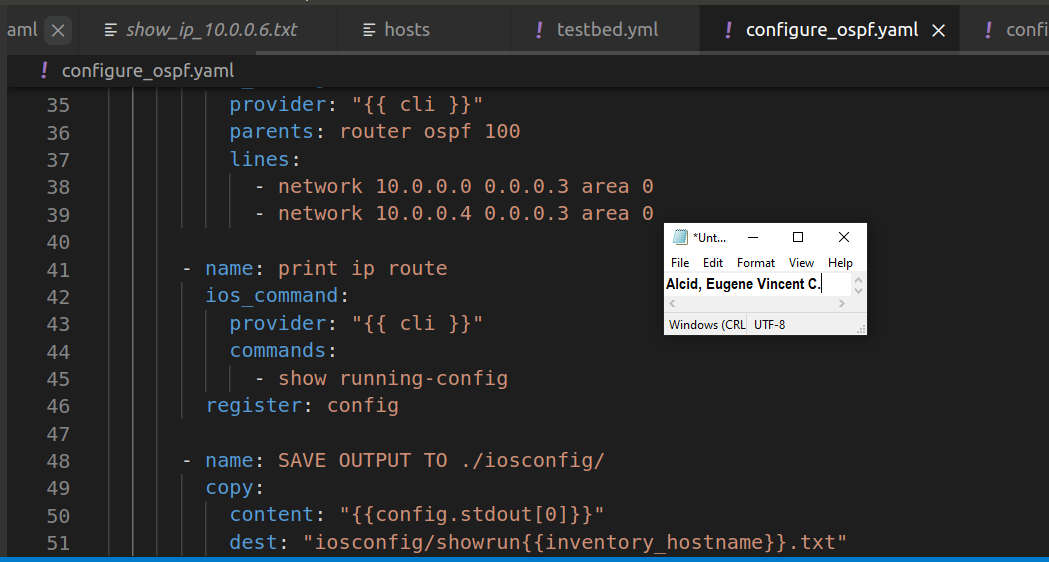 aml
show_ip_10.0.0.6.txt
hosts
! testbed.yml
! configure_ospf.yaml
! confi
! configure_ospf.yaml
35 provider: "{{ cli }}"
36 parents: router ospf 100
37 lines:
38 - network 10.0.0.0 0.0.0.3 area 0
39 - network 10.0.0.4 0.0.0.3 area 0
40
41 - name: print ip route
42 ios_command:
43 provider: "{{ cli }}"
44 commands:
45 - show running-config
46 register: config
47
48 - name: SAVE OUTPUT TO ./iosconfig/
49 copy:
50 content: "{{config.stdout[0]}}"
51 dest: "iosconfig/showrun{{inventory_hostname}}.txt"
*Unt...
File Edit Format View Help
Alcid, Eugene Vincent C.
Windows (CRL UTF-8